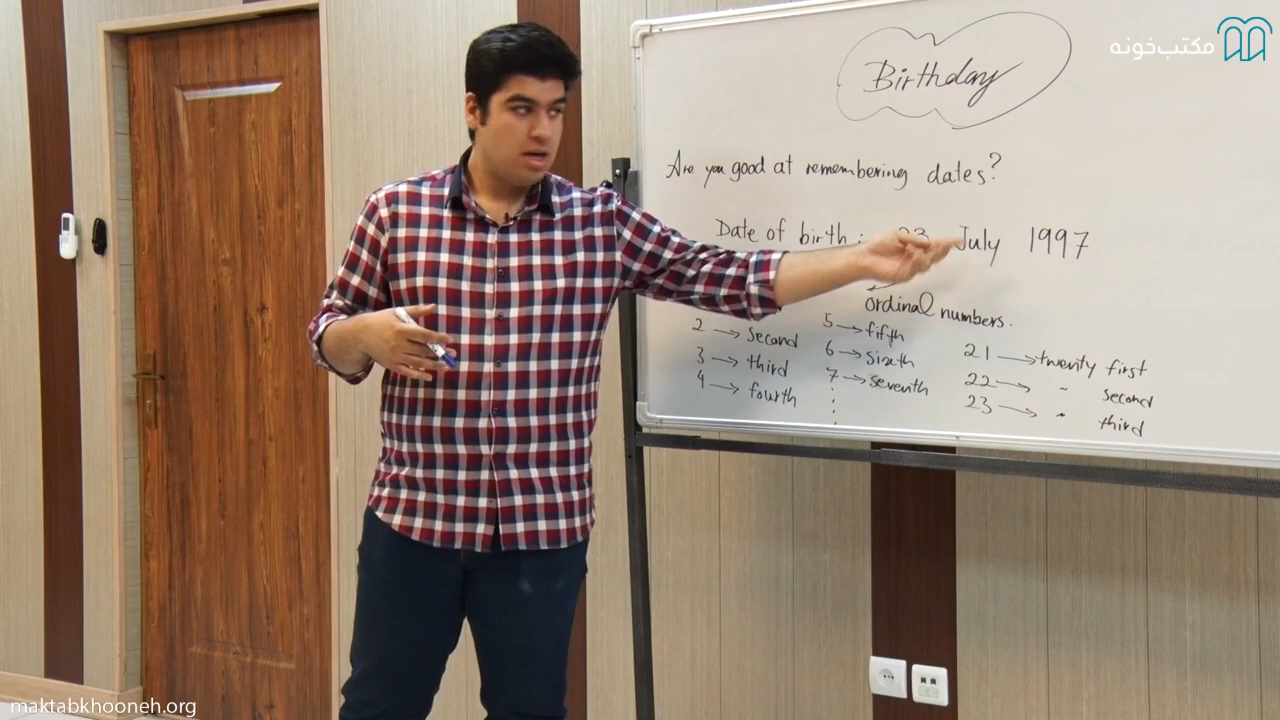 مکتب‌خونه
Birthday
Are you good at remembering dates?
Date of birth : 23 July 1997
ordinal numbers.
2 → second
3 → third
4 → fourth
5 → fifth
6 → sixth
7 → seventh
21 → twenty first
22 → " second
23 → " third
maktabkhooneh.org